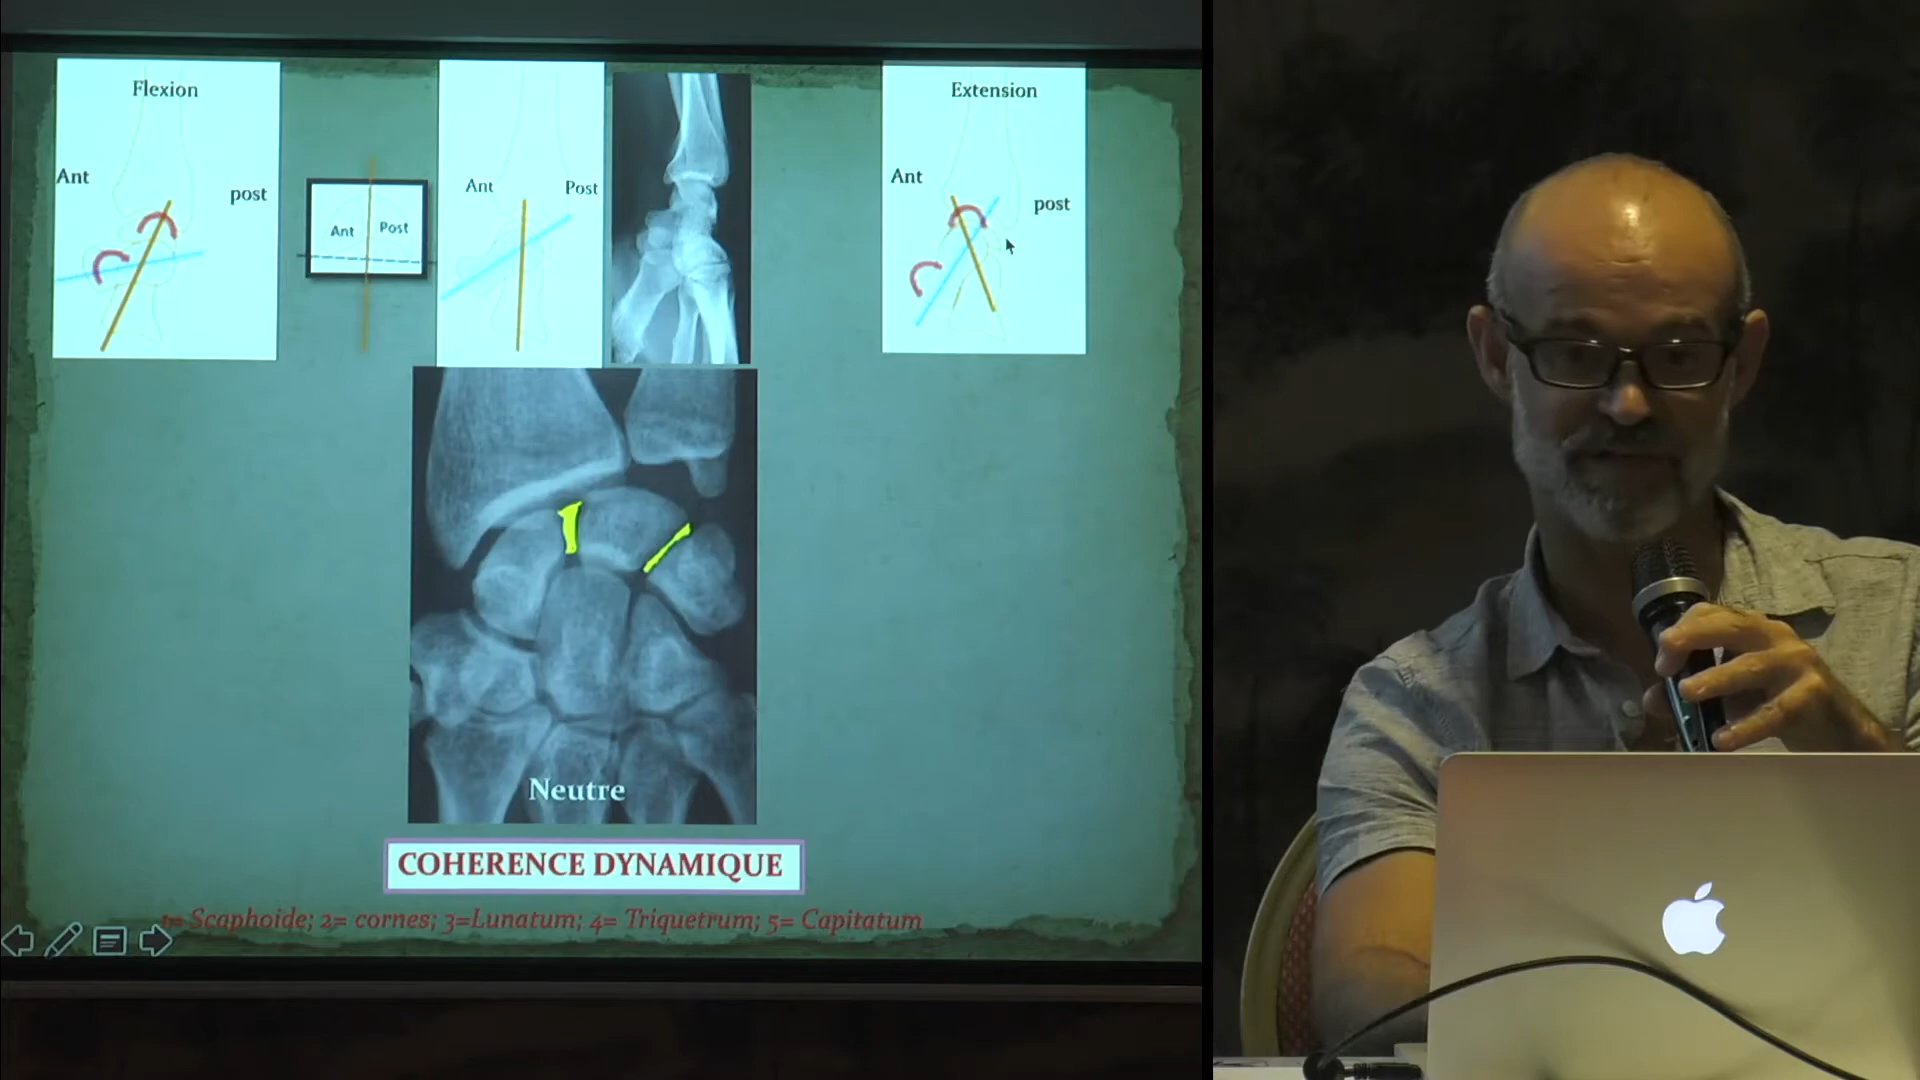 Flexion
Ant
post
Ant
Post
Ant
Post
Extension
Ant
post
Neutre
COHERENCE DYNAMIQUE
1= Scaphoide; 2= cornes; 3=Lunatum; 4= Triquetrum; 5= Capitatum